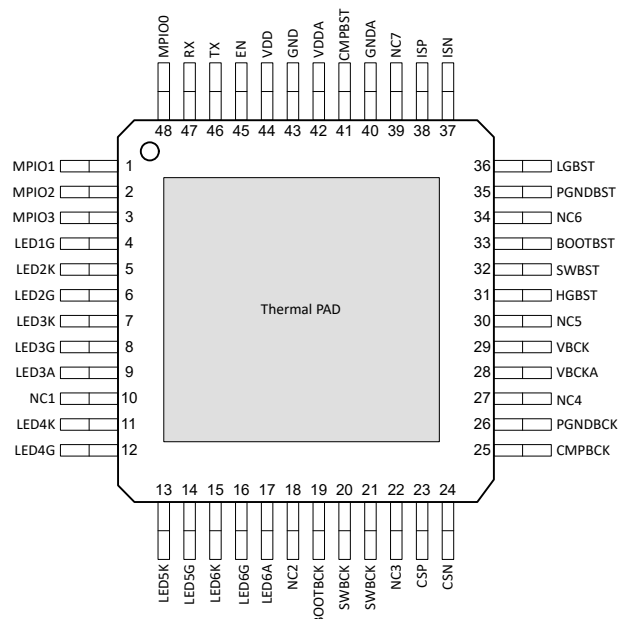 MPIO0
RX
TX
EN
VDD
GND
VDDA
CMPBST
GNDA
NC7
ISP
ISN
48 47 46 45 44 43 42 41 40 39 38 37
MPIO1 1
MPIO2 2
MPIO3 3
LED1G 4
LED2K 5
LED2G 6
LED3K 7
LED3G 8
LED3A 9
NC1 10
LED4K 11
LED4G 12
Thermal PAD
36 LGBST
35 PGNDBST
34 NC6
33 BOOTBST
32 SWBST
31 HGBST
30 NC5
29 VBCK
28 VBCKA
27 NC4
26 PGNDBCK
25 CMPBCK
13 14 15 16 17 18 19 20 21 22 23 24
LED5K
LED5G
LED6K
LED6G
LED6A
NC2
BOOTBCK
SWBCK
SWBCK
NC3
CSP
CSN